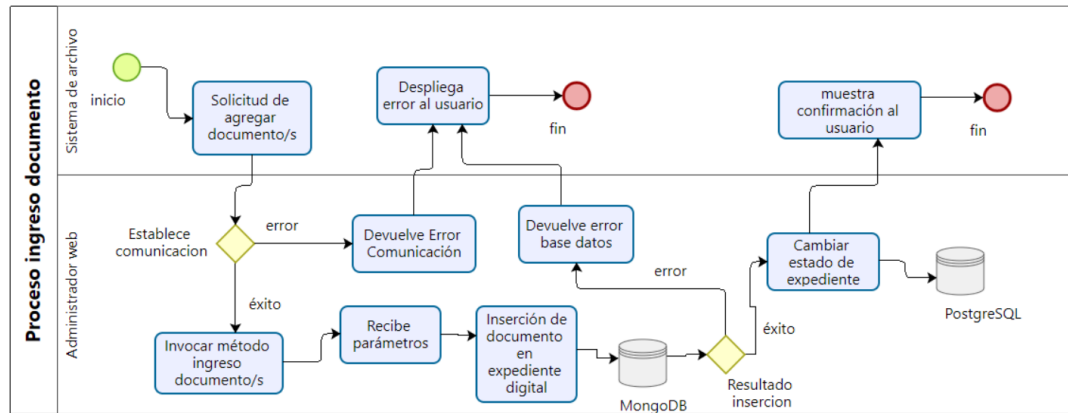 Proceso ingreso documento
Sistema de archivo
inicio
Solicitud de
agregar
documento/s
Despliega
error al usuario
fin
muestra
confirmación al
usuario
fin
Administrador web
Establece
comunicacion
error
éxito
Devuelve Error
Comunicación
Devuelve error
base datos
error
Cambiar
estado de
expediente
PostgreSQL
Invocar método
ingreso
documento/s
Recibe
parámetros
Inserción de
documento
en
expediente
digital
MongoDB
éxito
Resultado
insercion